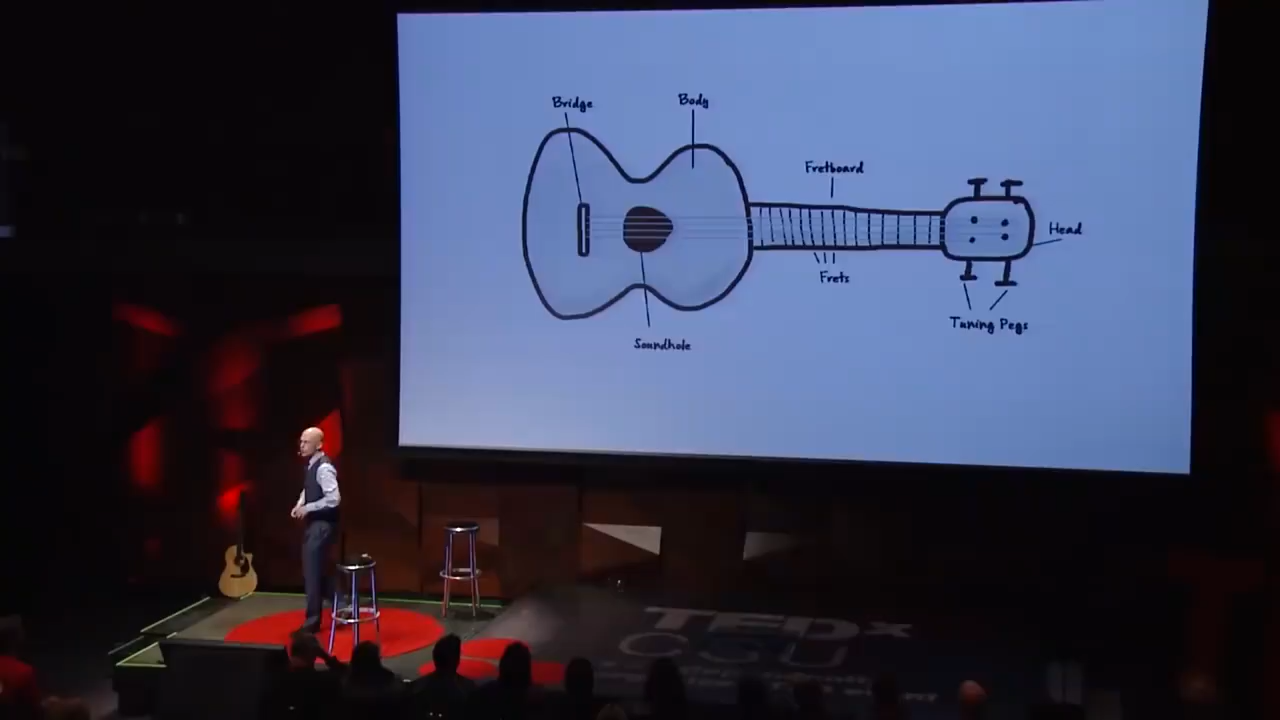 Bridge
Body
Fretboard
Head
Frets
Tuning Pegs
Soundhole
TEDx
CSU